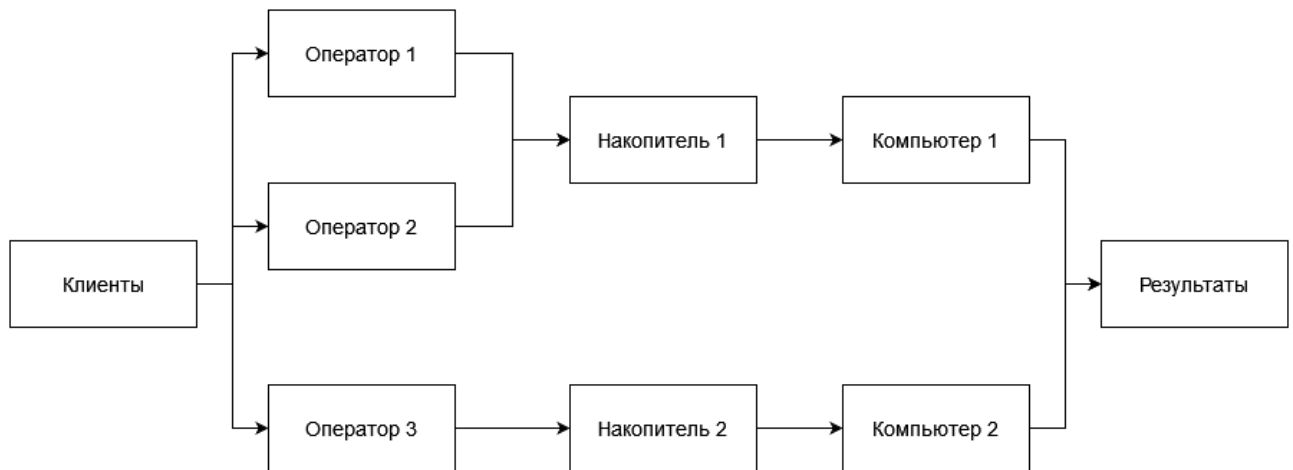 Оператор 1
Накопитель 1
Компьютер 1
Оператор 2
Клиенты
Результаты
Оператор 3
Накопитель 2
Компьютер 2